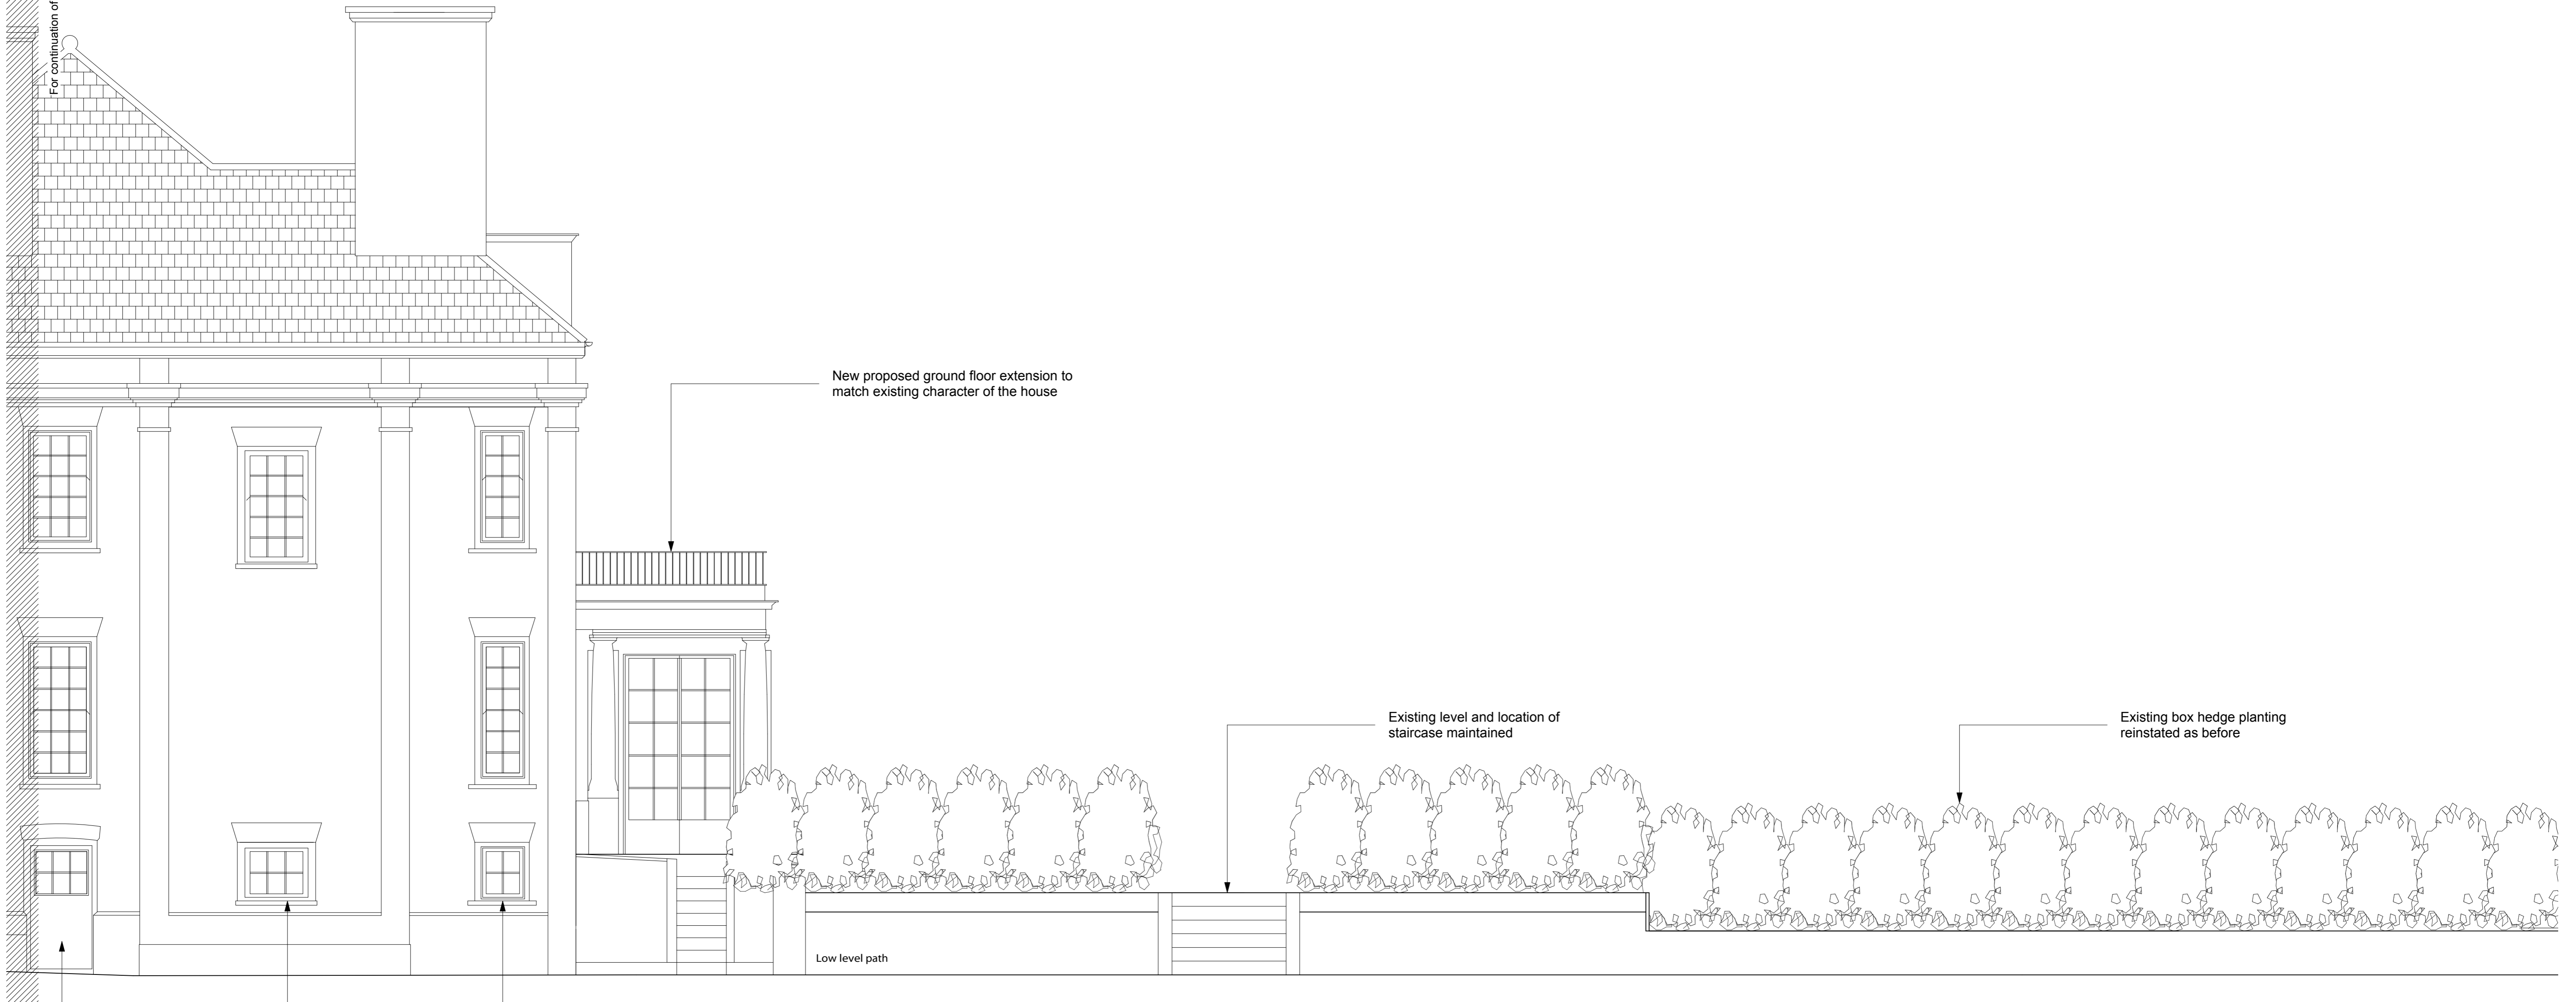 For continuation of
New proposed ground floor extension to
match existing character of the house
Existing level and location of
staircase maintained
Existing box hedge planting
reinstated as before
Low level path